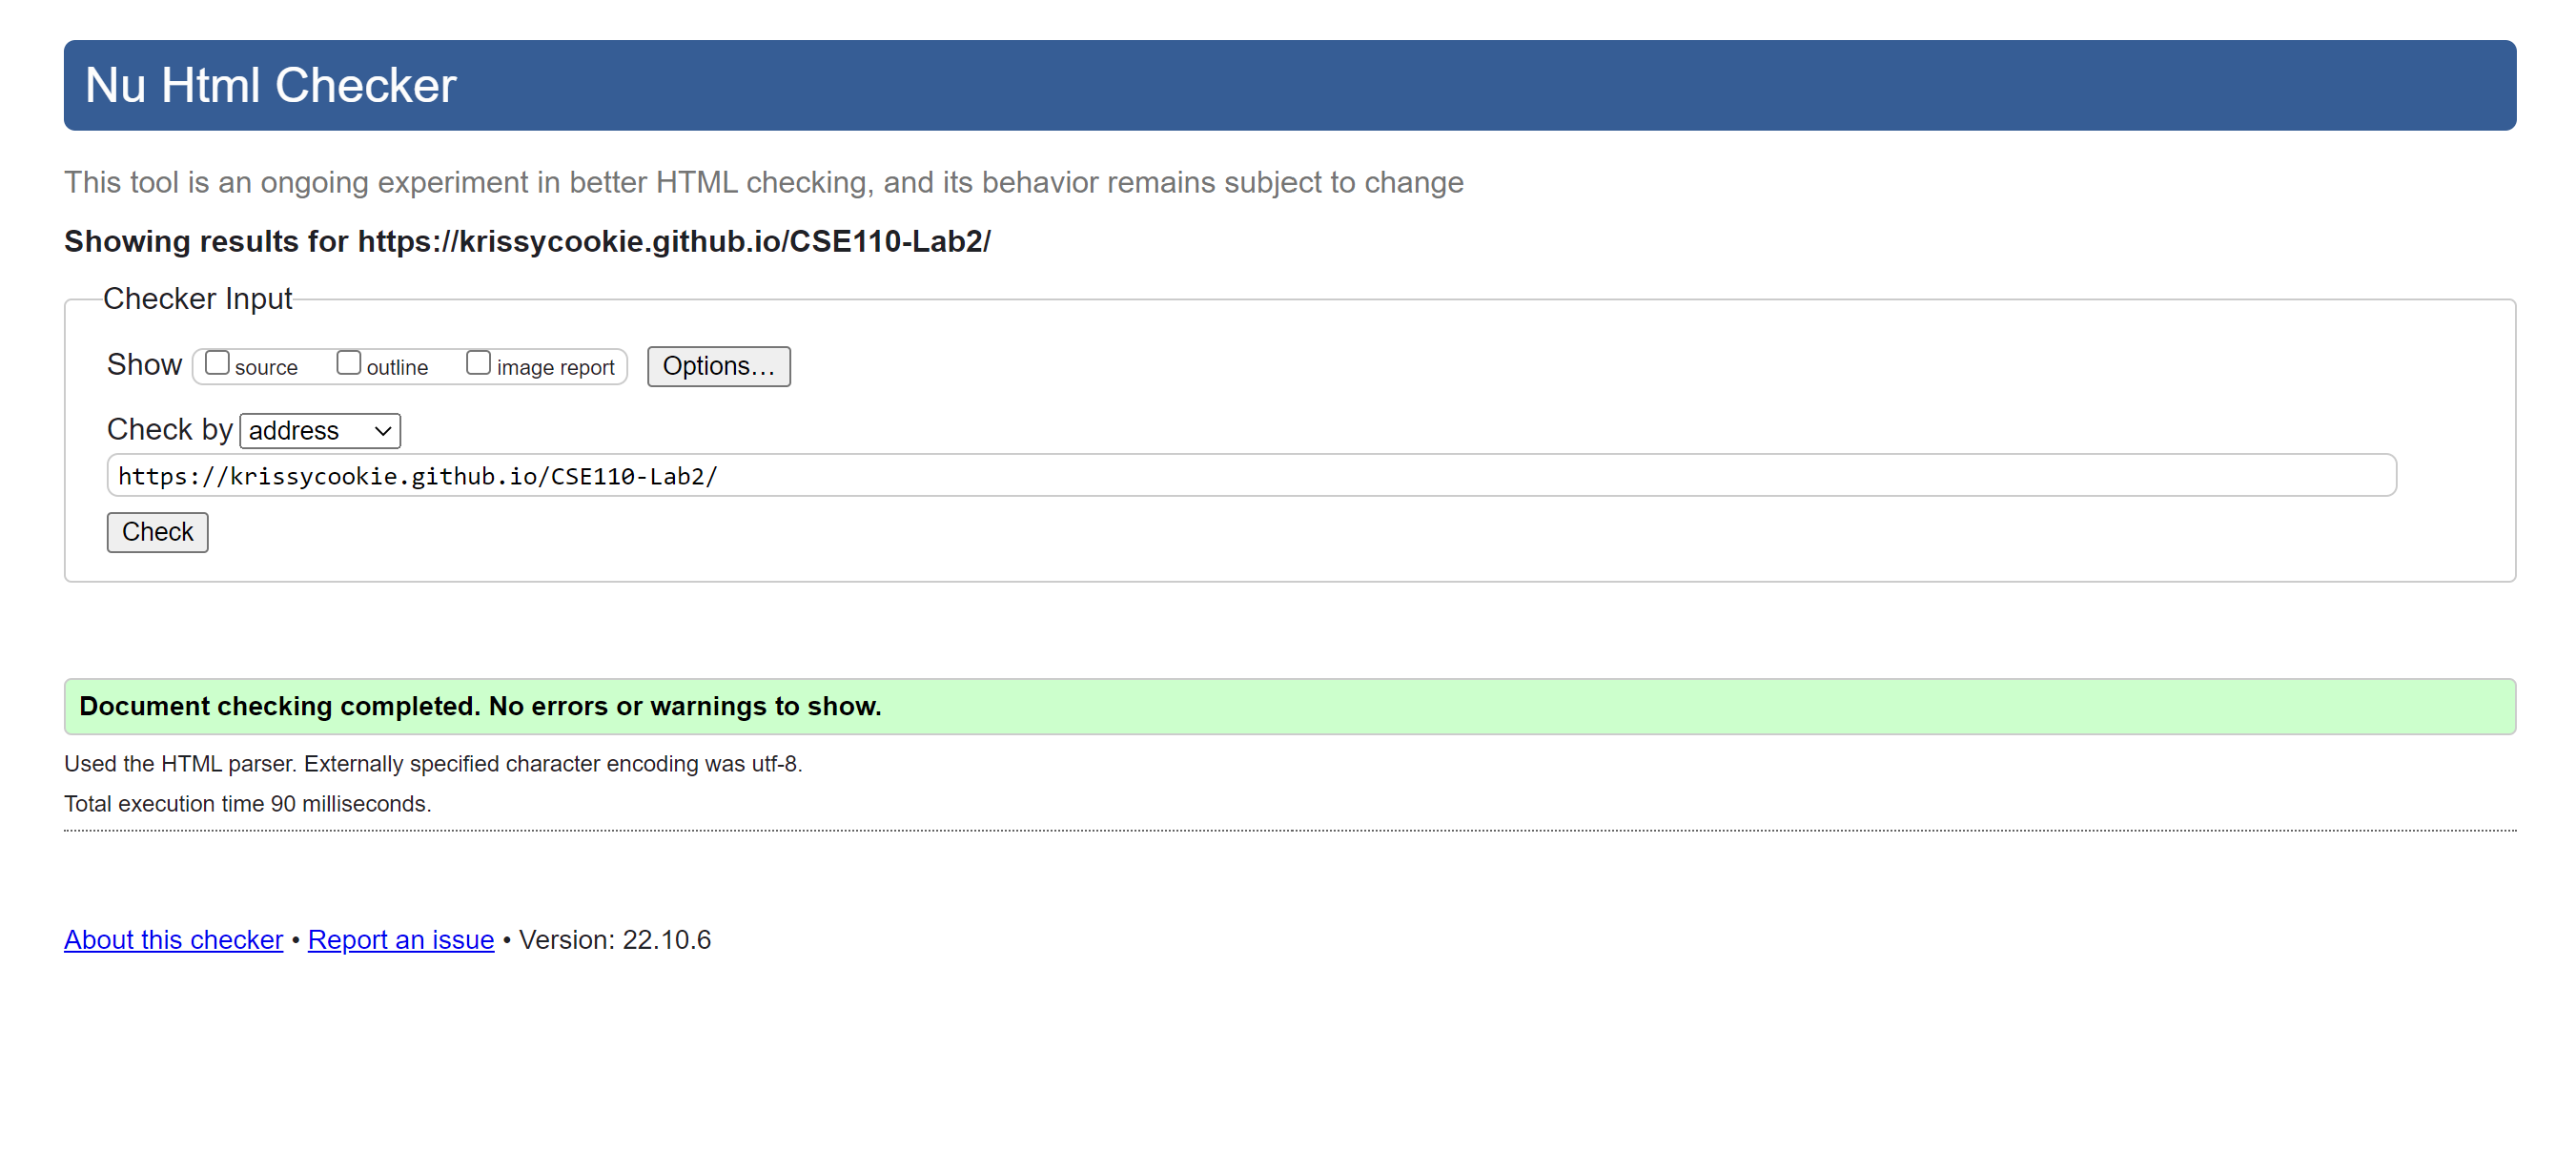 Nu Html Checker
This tool is an ongoing experiment in better HTML checking, and its behavior remains subject to change
Showing results for https://krissycookie.github.io/CSE110-Lab2/
Checker Input
Show source outline image report Options...
Check by address
https://krissycookie.github.io/CSE110-Lab2/
Check
Document checking completed. No errors or warnings to show.
Used the HTML parser. Externally specified character encoding was utf-8.
Total execution time 90 milliseconds.
About this checker • Report an issue • Version: 22.10.6